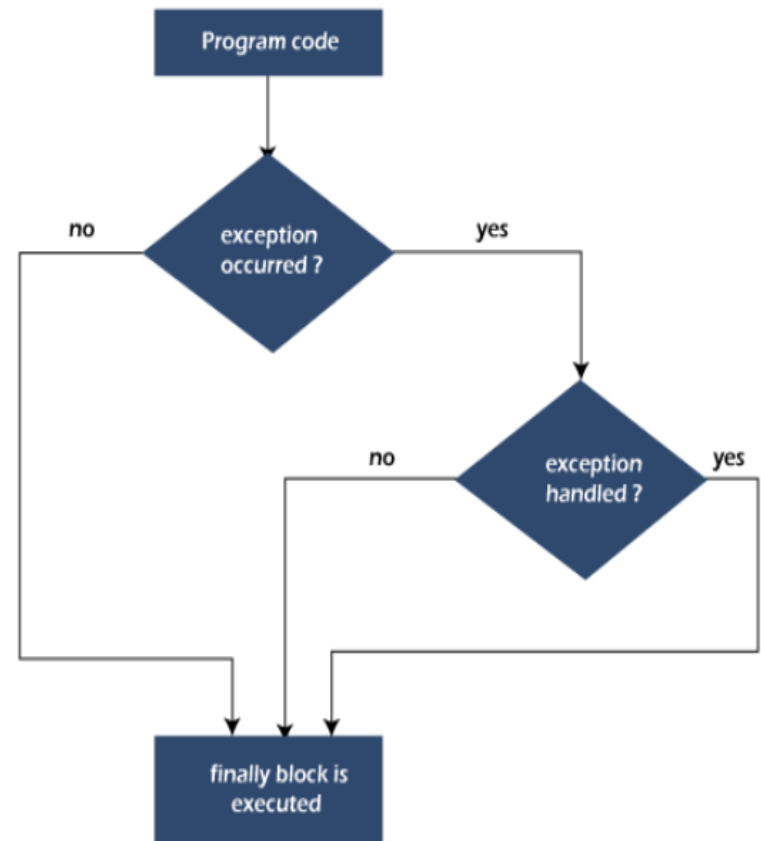 Program code
exception
occurred ?
no
yes
exception
handled ?
no
yes
finally block is
executed